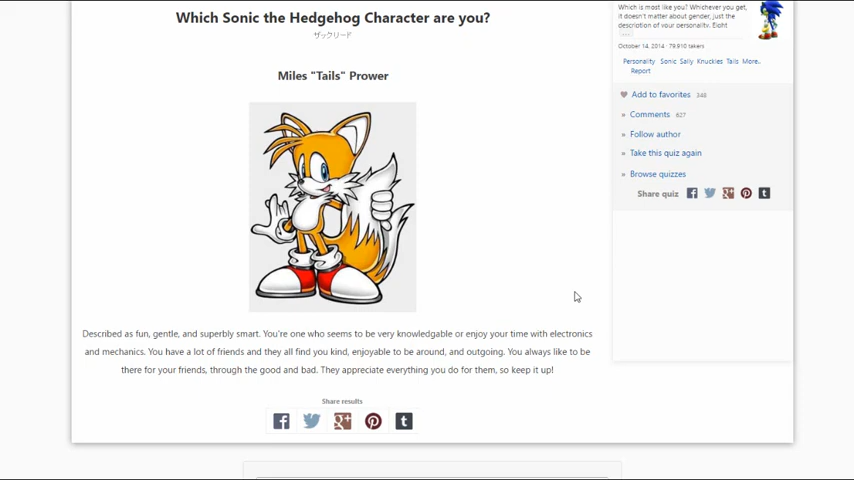 Which Sonic the Hedgehog Character are you?
ザックリード
Miles "Tails" Prower
Described as fun, gentle, and superbly smart. You're one who seems to be very knowledgable or enjoy your time with electronics
and mechanics. You have a lot of friends and they all find you kind, enjoyable to be around, and outgoing. You always like to be
there for your friends, through the good and bad. They appreciate everything you do for them, so keep it up!
Share results
Which is most like you? Whichever you get,
it doesn't matter about gender, just the
description of your personality. Eight
October 14, 2014 · 79,910 takers
Personality Sonic Sally Knuckles Tails More..
Report
Add to favorites 348
» Comments 627
» Follow author
» Take this quiz again
» Browse quizzes
Share quiz